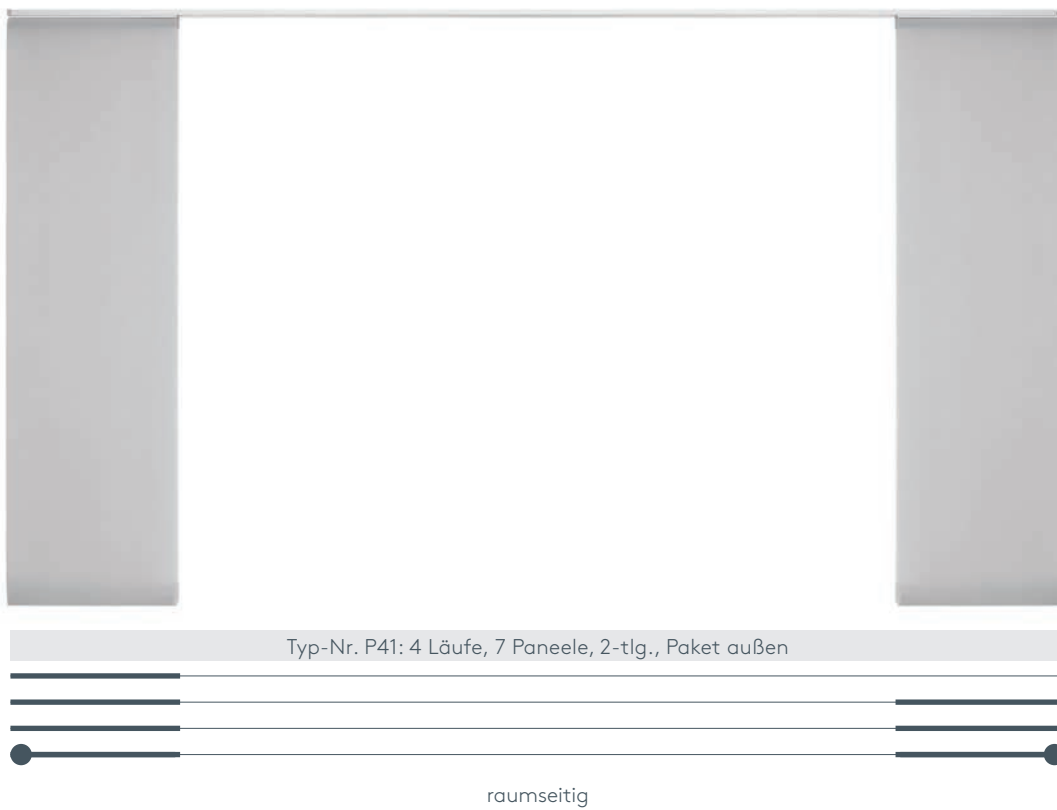 Typ-Nr. P41: 4 Läufe, 7 Paneele, 2-tlg., Paket außen
raumseitig